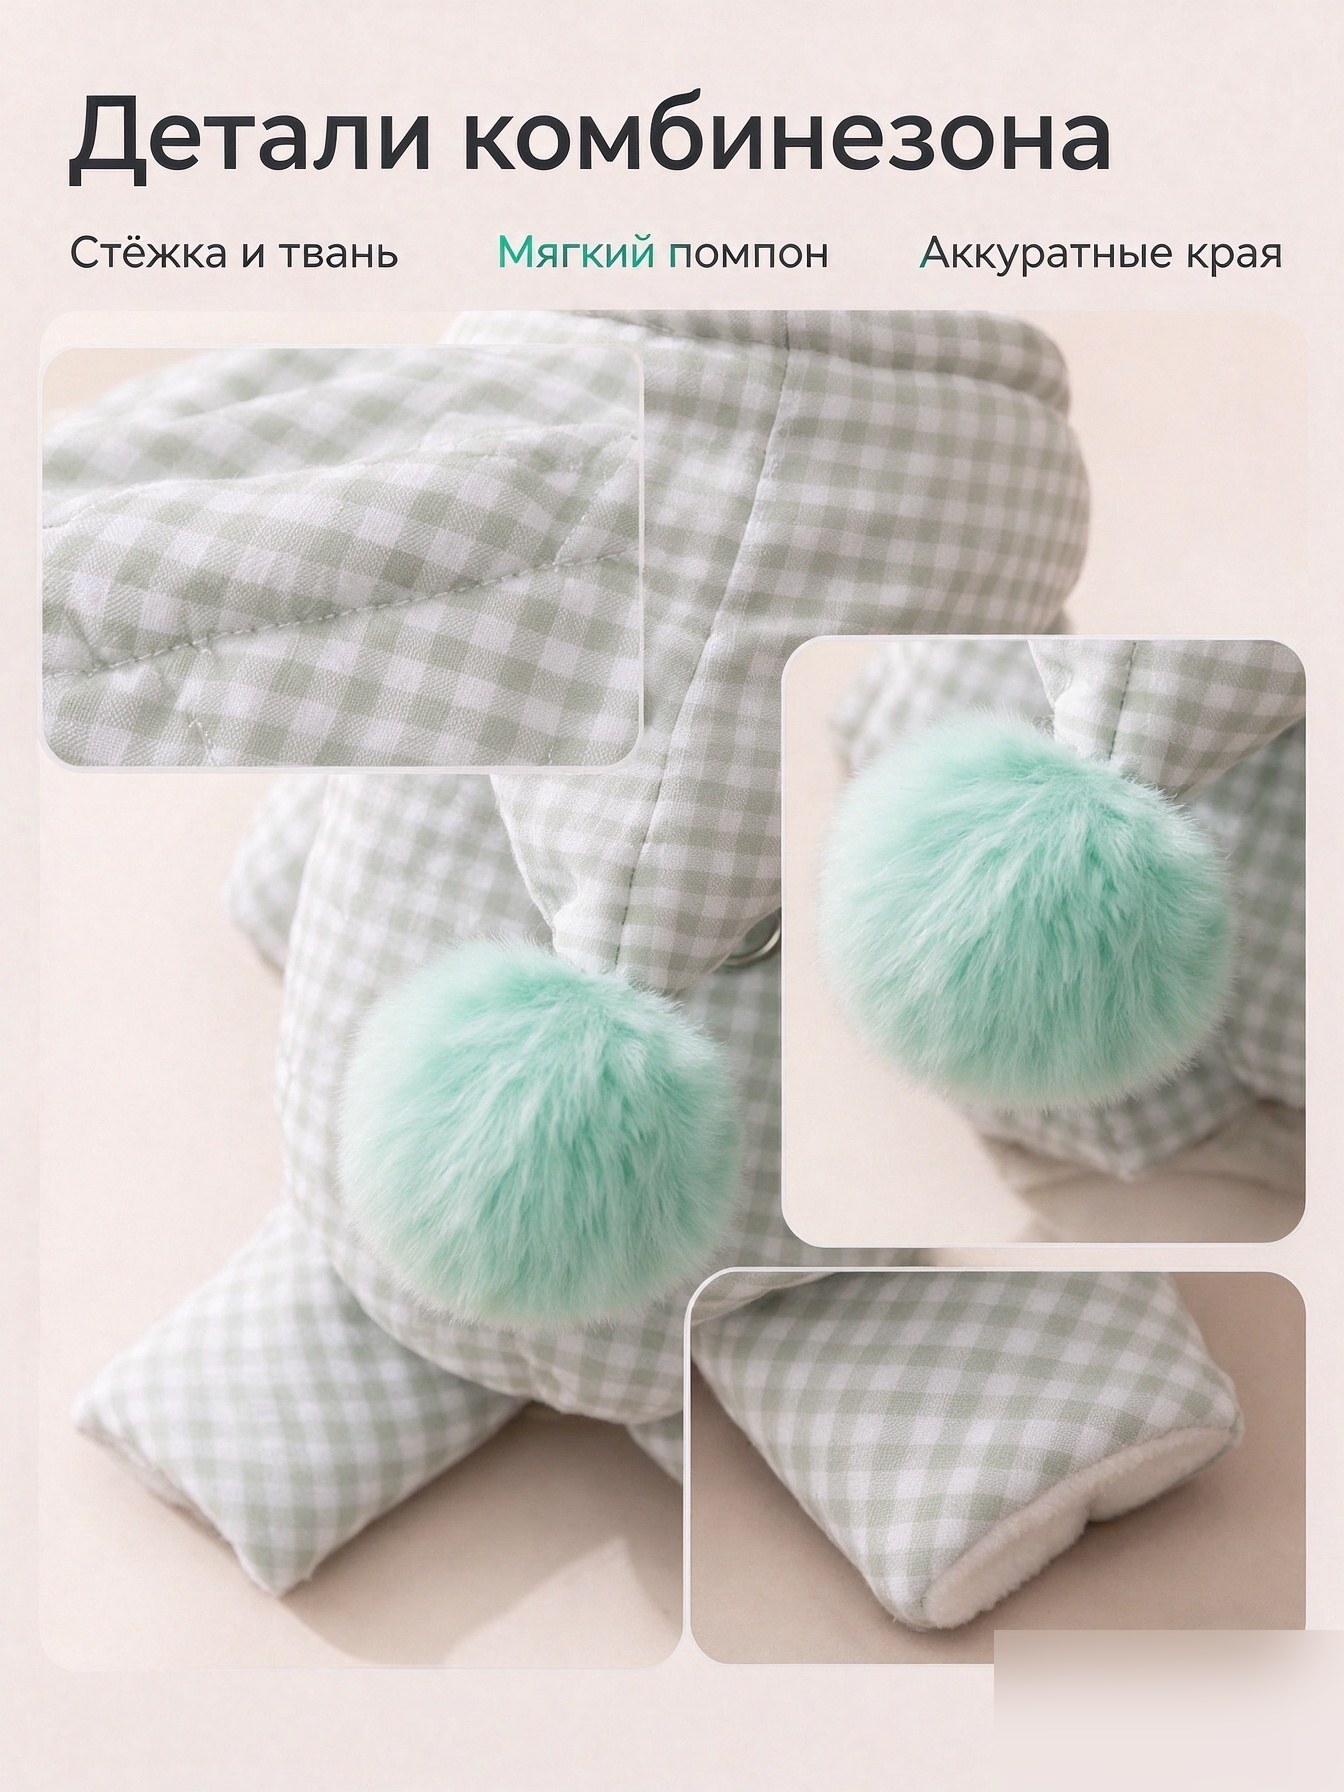 Детали комбинезона
Стёжка и твань
Мягкий помпон
Аккуратные края